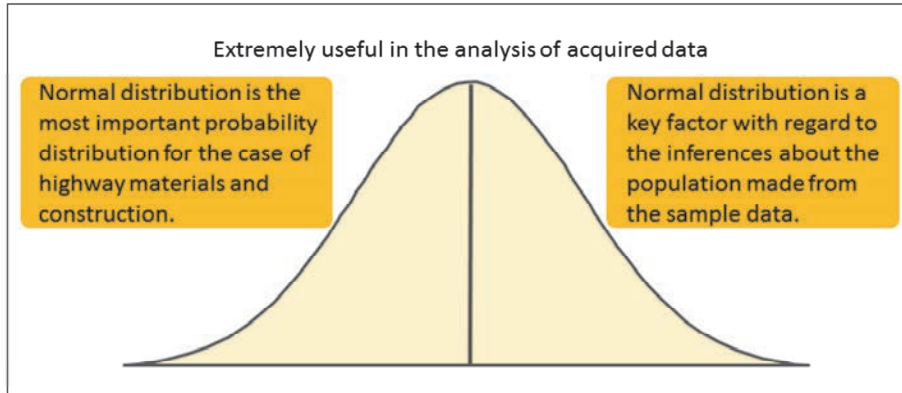 Extremely useful in the analysis of acquired data
Normal distribution is the
most important probability
distribution for the case of
highway materials and
construction.
Normal distribution is a
key factor with regard to
the inferences about the
population made from
the sample data.